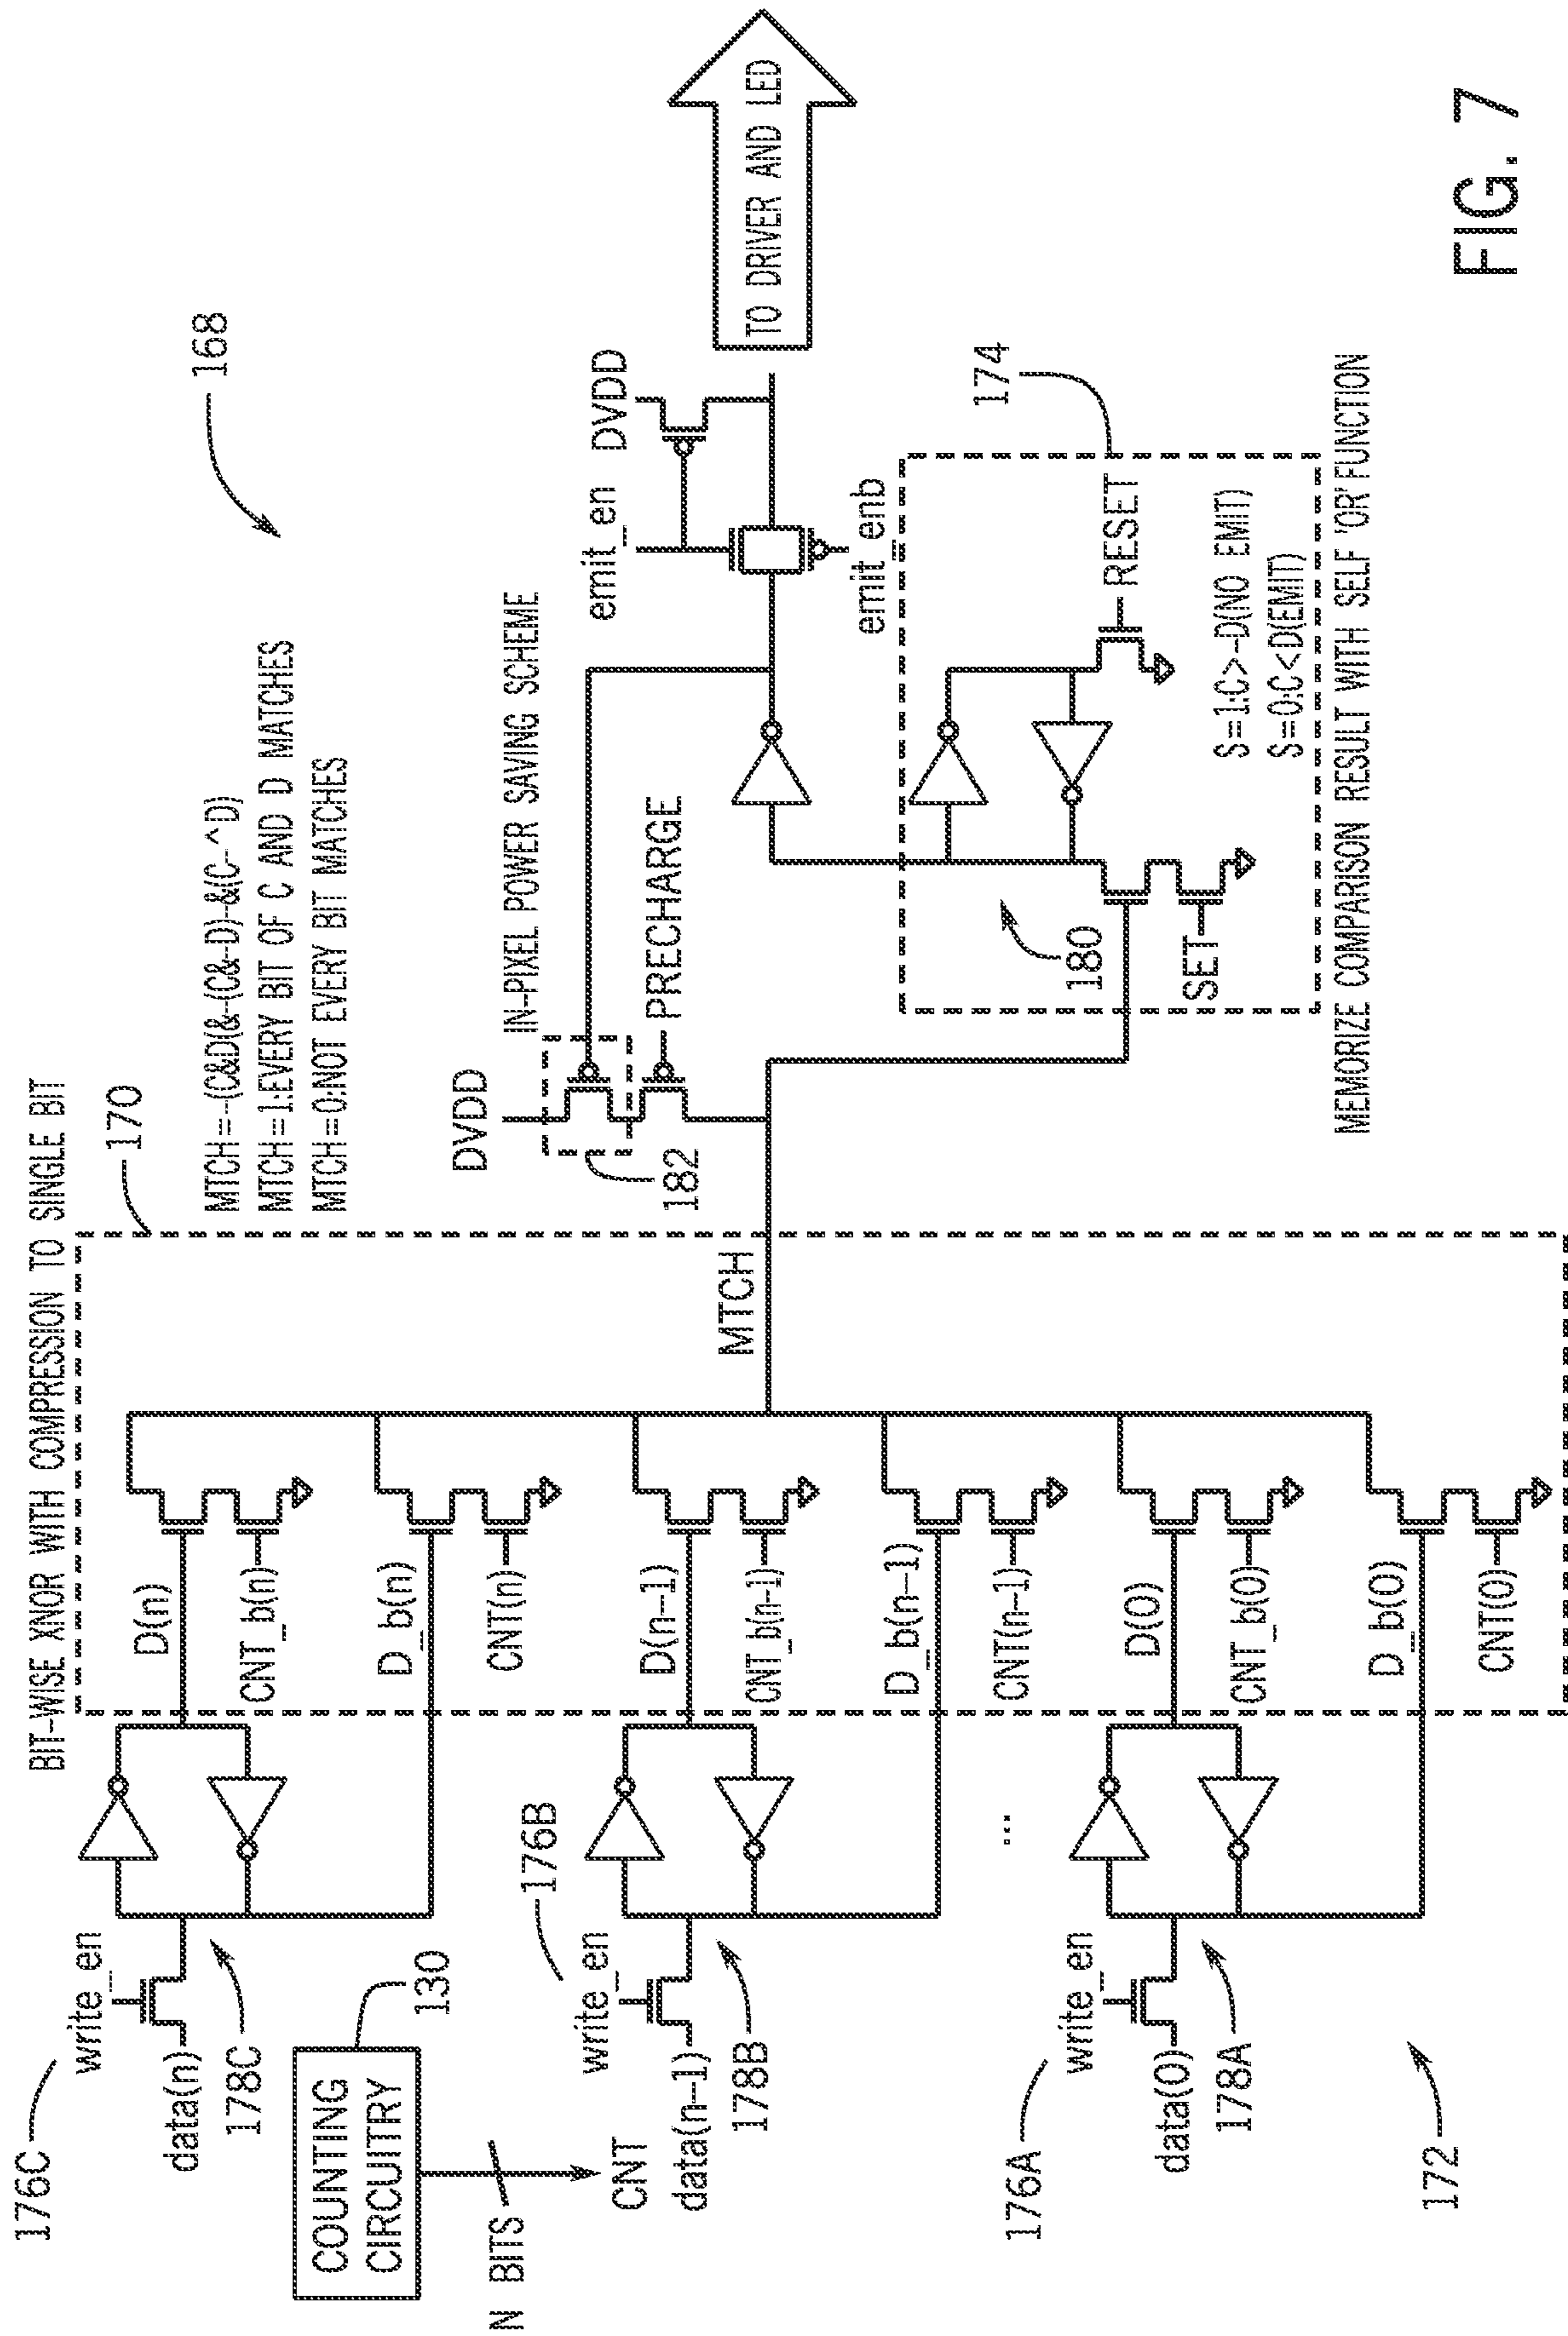 BIT-WISE XNOR WITH COMPRESSION TO SINGLE BIT
170
168
MTCH=~(C&D(&~(C&~D)~&(C~^D)
MTCH=1:EVERY BIT OF C AND D MATCHES
MTCH=0:NOT EVERY BIT MATCHES
176C
write_en
data(n)
178C
D(n)
CNT_b(n)
D_b(n)
CNT(n)
COUNTING
CIRCUITRY
130
N BITS
CNT
176B
write_en
data(n-1)
178B
D(n-1)
CNT_b(n-1)
D_b(n-1)
CNT(n-1)
...
176A
write_en
data(0)
178A
D(0)
CNT_b(0)
D_b(0)
CNT(0)
172
MTCH
DVDD
182
IN-PIXEL POWER SAVING SCHEME
PRECHARGE
emit_en
DVDD
emit_enb
TO DRIVER AND LED
174
180
SET
RESET
S=1:C>-D(NO EMIT)
S=0:C<D(EMIT)
MEMORIZE COMPARISON RESULT WITH SELF 'OR' FUNCTION
FIG. 7